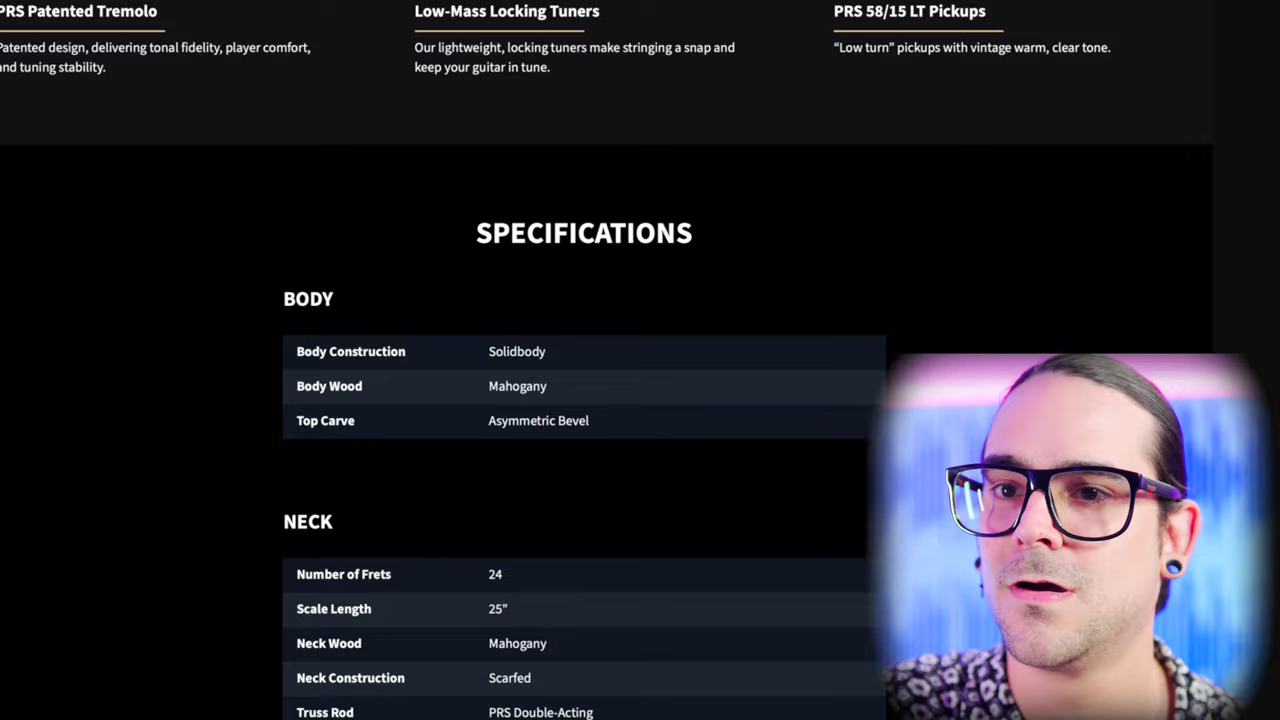 PRS Patented Tremolo
Patented design, delivering tonal fidelity, player comfort,
and tuning stability.
Low-Mass Locking Tuners
Our lightweight, locking tuners make stringing a snap and
keep your guitar in tune.
PRS 58/15 LT Pickups
“Low turn” pickups with vintage warm, clear tone.
SPECIFICATIONS
BODY
Body Construction Solidbody
Body Wood Mahogany
Top Carve Asymmetric Bevel
NECK
Number of Frets 24
Scale Length 25"
Neck Wood Mahogany
Neck Construction Scarfed
Truss Rod PRS Double-Acting